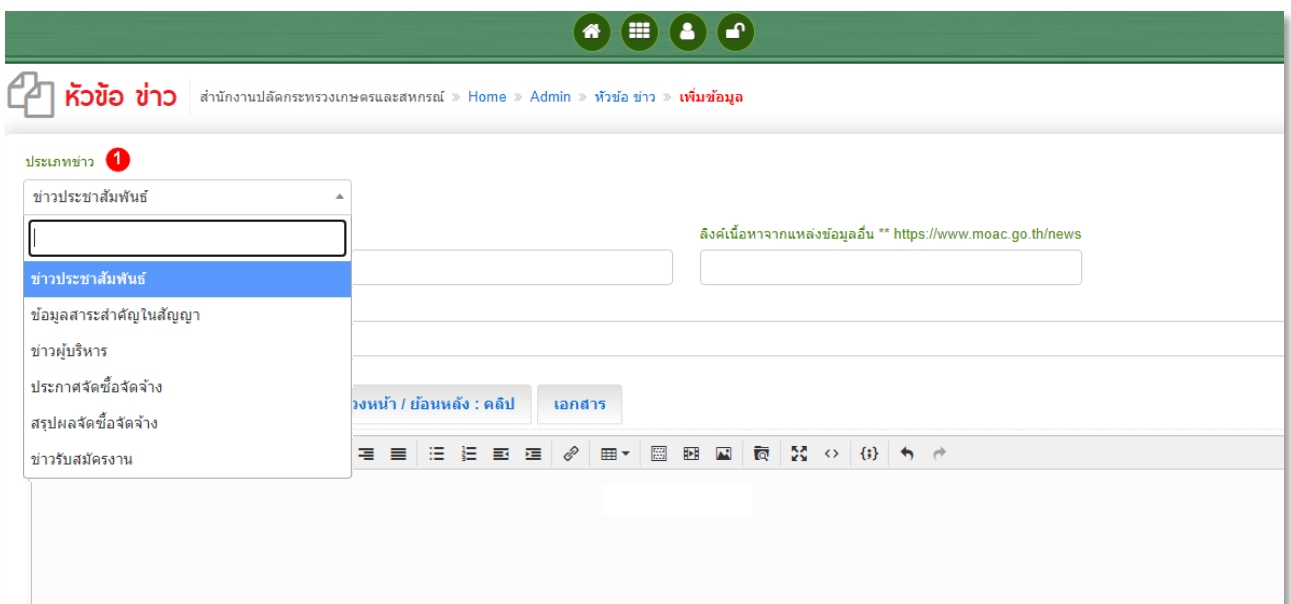 หัวข้อ ข่าว สำนักงานปลัดกระทรวงเกษตรและสหกรณ์ » Home » Admin » หัวข้อ ข่าว » เพิ่มข้อมูล
ประเภทข่าว 1
ข่าวประชาสัมพันธ์
ลิงค์เนื้อหาจากแหล่งข้อมูลอื่น ** https://www.moac.go.th/news
ข่าวประชาสัมพันธ์
ข้อมูลสาระสำคัญในสัญญา
ข่าวผู้บริหาร
ประกาศจัดซื้อจัดจ้าง
วงหน้า / ย้อนหลัง : คลิป เอกสาร
สรุปผลจัดซื้อจัดจ้าง
ข่าวรับสมัครงาน